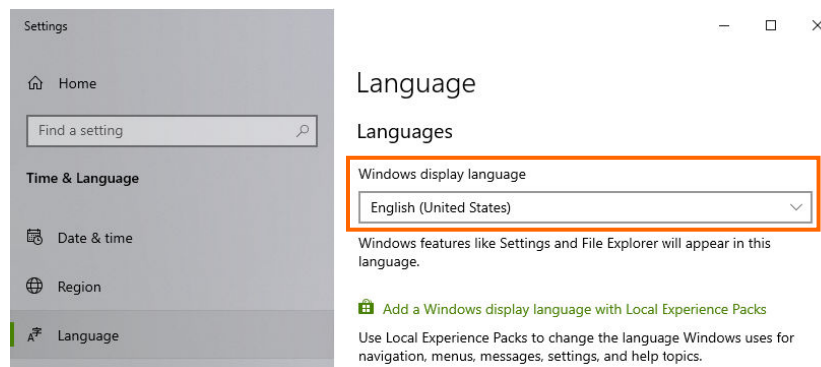 Settings
Home
Find a setting
Time & Language
Date & time
Region
Language
Language
Languages
Windows display language
English (United States)
Windows features like Settings and File Explorer will appear in this
language.
Add a Windows display language with Local Experience Packs
Use Local Experience Packs to change the language Windows uses for
navigation, menus, messages, settings, and help topics.